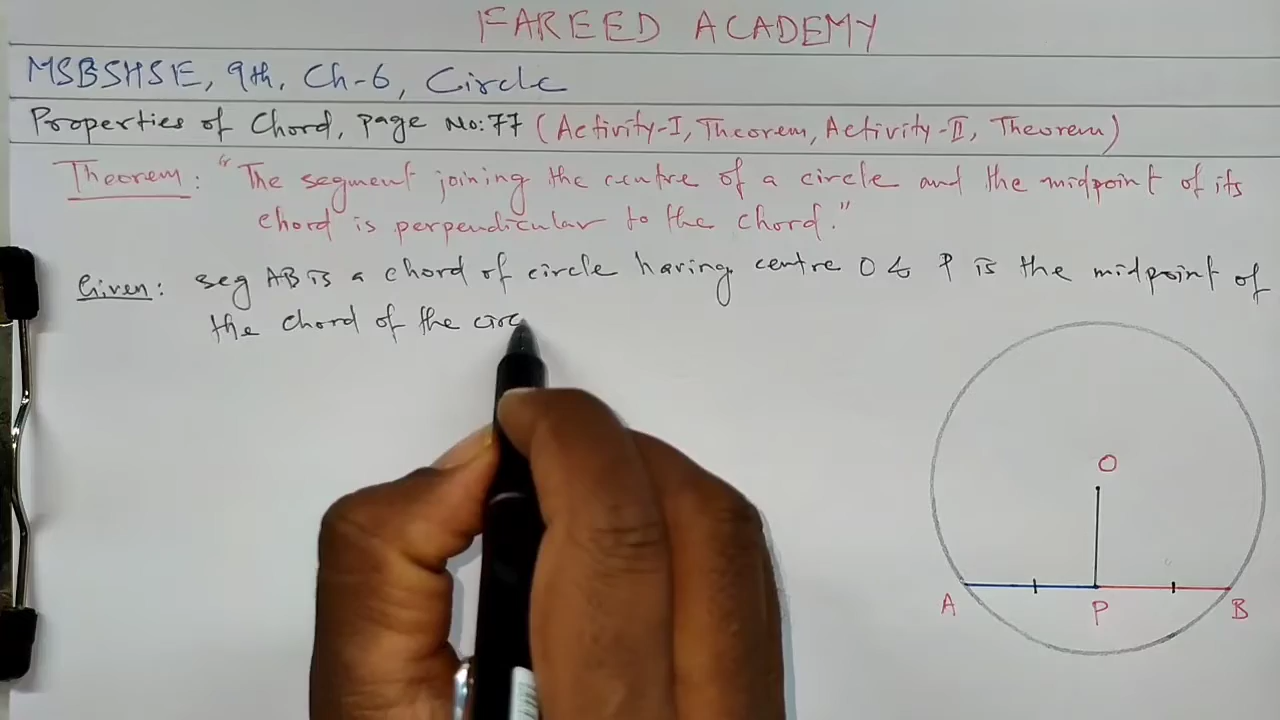 FAREED ACADEMY
MSBSHSE, 9th, Ch-6, Circle
Properties of Chord, page No:77 (Activity-I, Theorem, Activity-II, Theorem)
Theorem: "The segment joining the centre of a circle and the midpoint of its
chord is perpendicular to the chord."
Given: seg AB is a chord of circle having centre O & P is the midpoint of
the chord of the circ
O
A
P
B